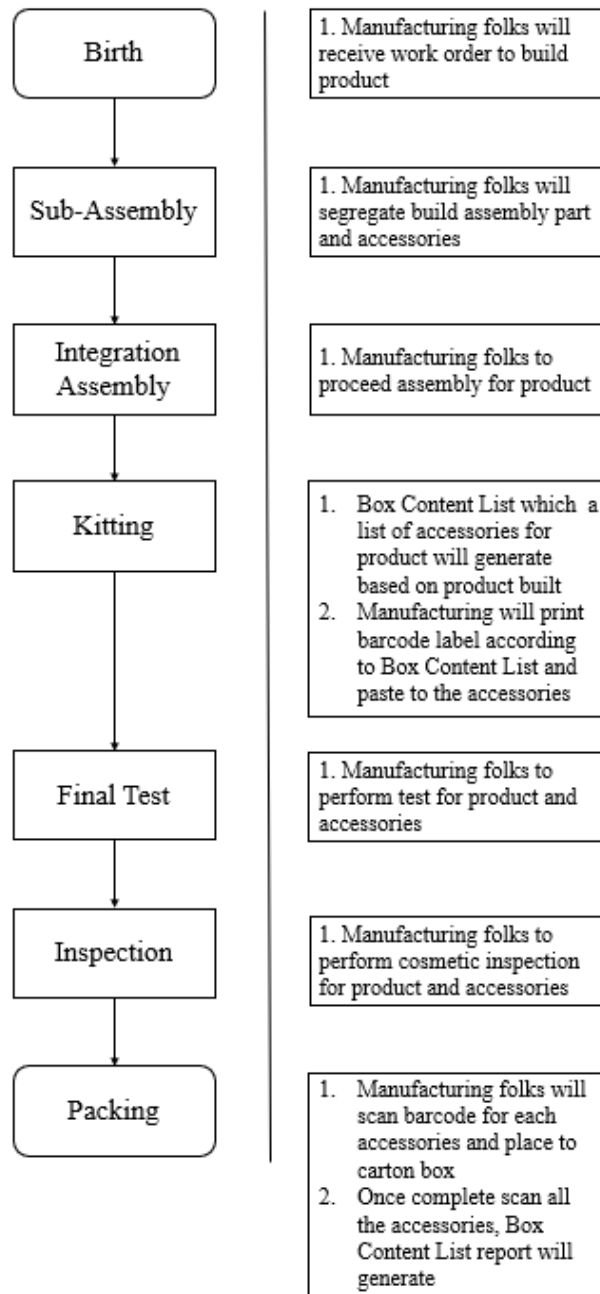 Birth
1. Manufacturing folks will
receive work order to build
product
Sub-Assembly
1. Manufacturing folks will
segregate build assembly part
and accessories
Integration
Assembly
1. Manufacturing folks to
proceed assembly for product
Kitting
1. Box Content List which a
list of accessories for
product will generate
based on product built
2. Manufacturing will print
barcode label according
to Box Content List and
paste to the accessories
Final Test
1. Manufacturing folks to
perform test for product and
accessories
Inspection
1. Manufacturing folks to
perform cosmetic inspection
for product and accessories
Packing
1. Manufacturing folks will
scan barcode for each
accessories and place to
carton box
2. Once complete scan all
the accessories, Box
Content List report will
generate